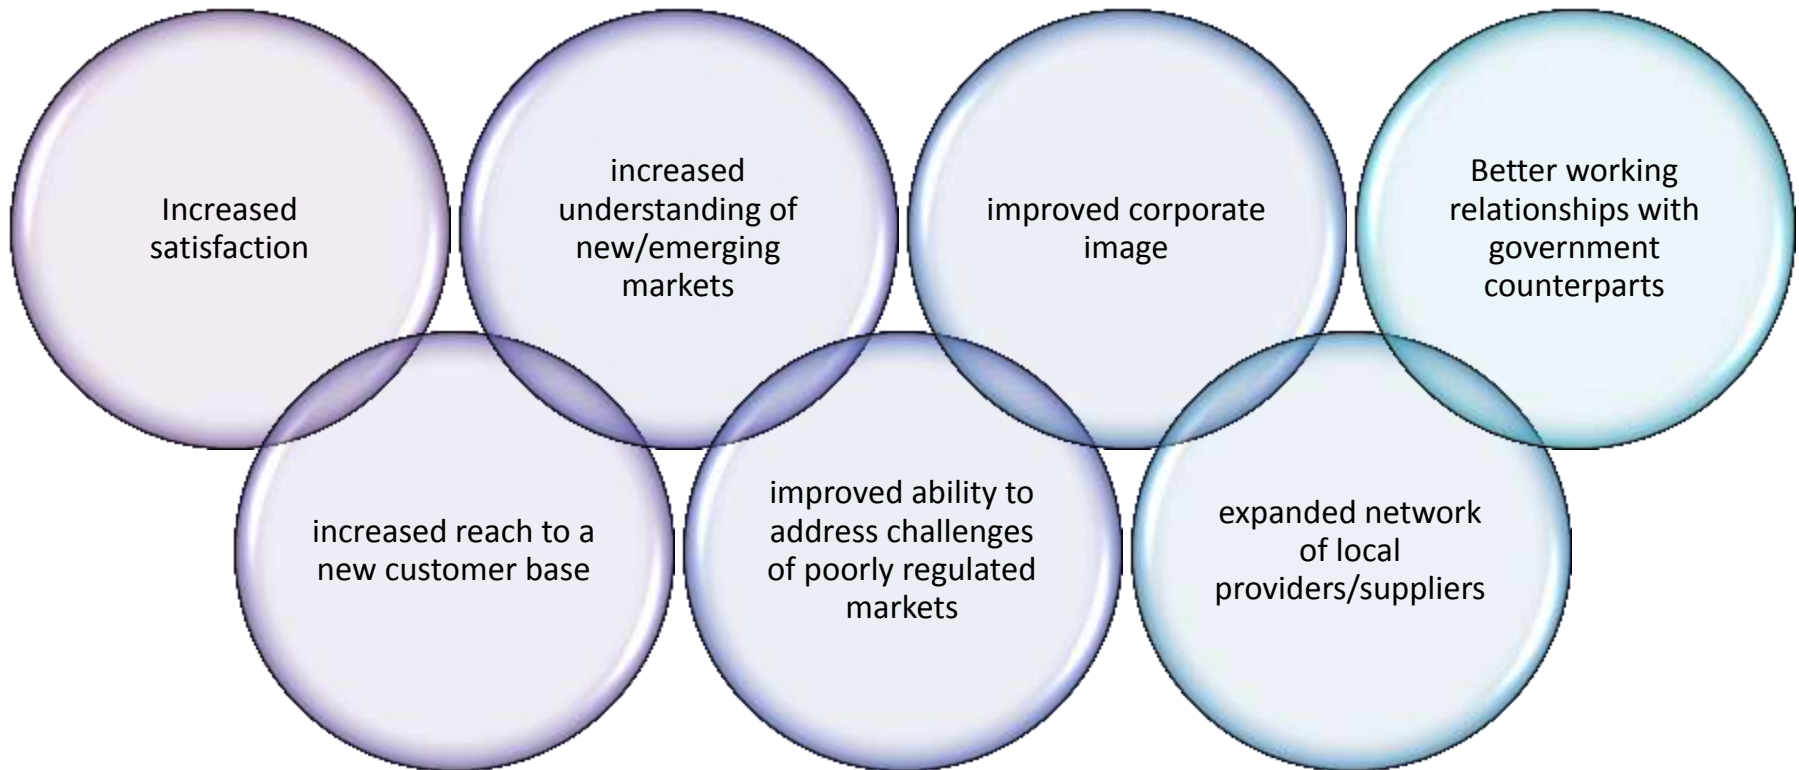 Increased
satisfaction
increased
understanding of
new/emerging
markets
improved corporate
image
Better working
relationships with
government
counterparts
increased reach to a
new customer base
improved ability to
address challenges
of poorly regulated
markets
expanded network
of local
providers/suppliers